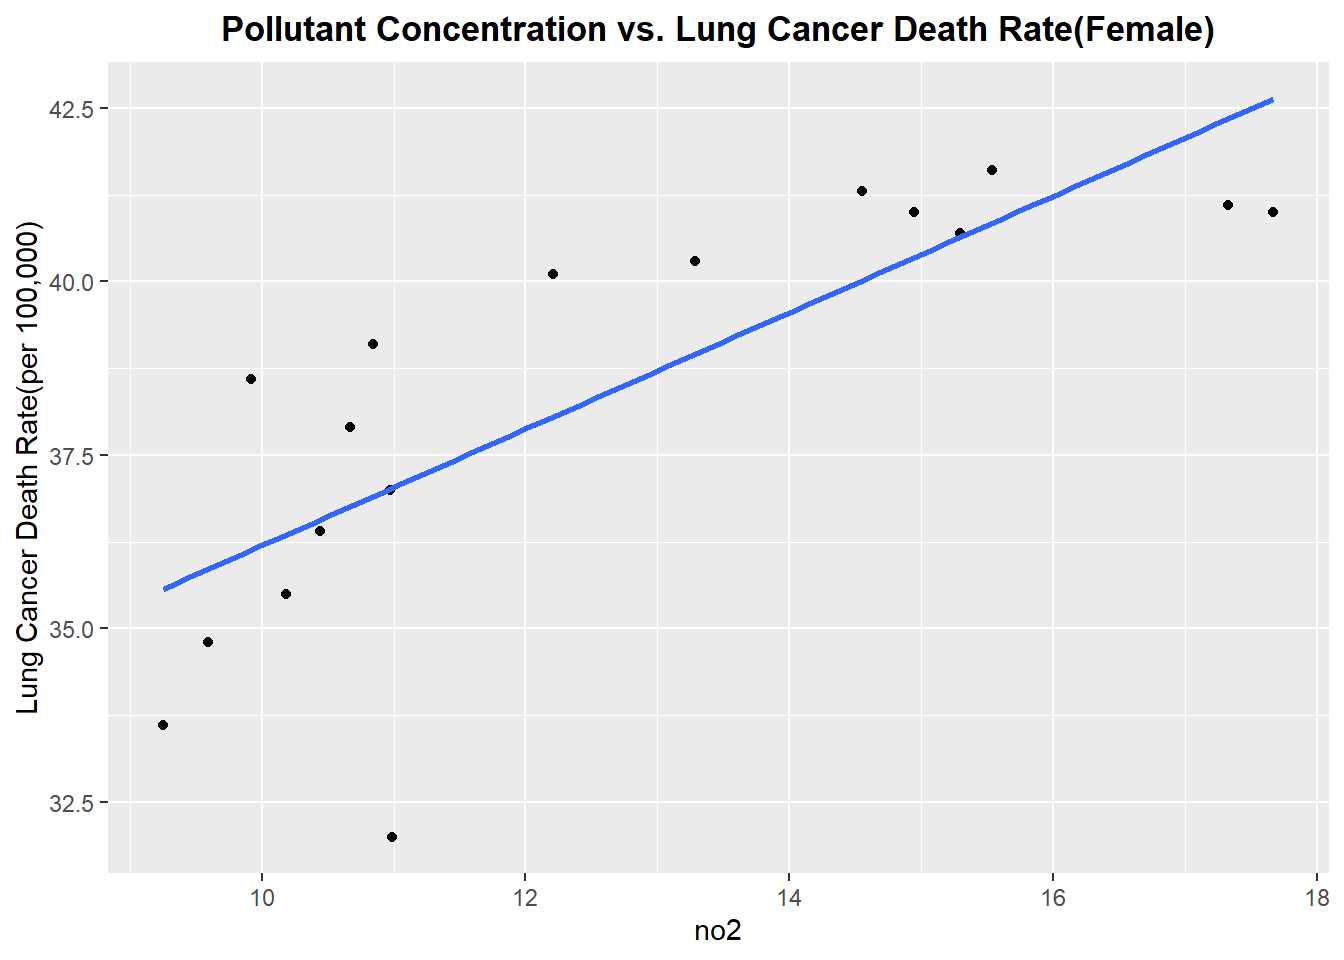 Pollutant Concentration vs. Lung Cancer Death Rate(Female)
Lung Cancer Death Rate(per 100,000)
42.5
40.0
37.5
35.0
32.5
10 12 14 16 18
no2